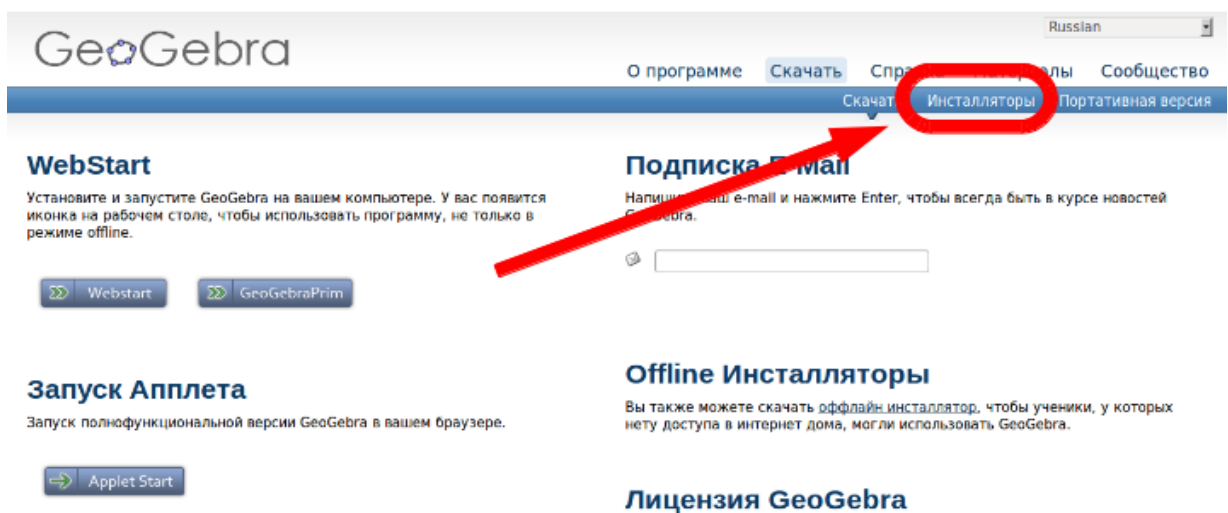 GeoGebra
Russian
О программе Скачать Сообщество
Инсталляторы Портативная версия
WebStart
Установите и запустите GeoGebra на вашем компьютере. У вас появится
иконка на рабочем столе, чтобы использовать программу, не только в
режиме offline.
Webstart GeoGebraPrim
Запуск Апплета
Запуск полнофункциональной версии GeoGebra в вашем браузере.
Applet Start
Подписка E-Mail
e-mail и нажмите Enter, чтобы всегда быть в курсе новостей
Offline Инсталляторы
Вы также можете скачать оффлайн инсталлятор, чтобы ученики, у которых
нету доступа в интернет дома, могли использовать GeoGebra.
Лицензия GeoGebra